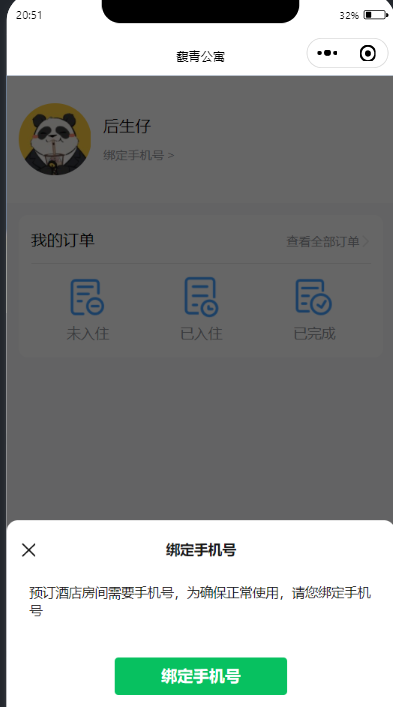 20:51
32%
馥青公寓
后生仔
绑定手机号 >
我的订单
查看全部订单 >
未入住
已入住
已完成
绑定手机号
预订酒店房间需要手机号，为确保正常使用，请您绑定手机
号
绑定手机号